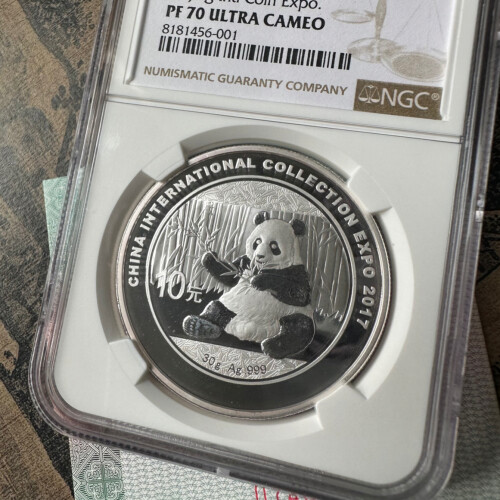 Coin Expo.
PF 70 ULTRA CAMEO
8181456-001
NUMISMATIC GUARANTY COMPANY
NGC®
CHINA INTERNATIONAL COLLECTION EXPO 2017
10元
30g Ag 999